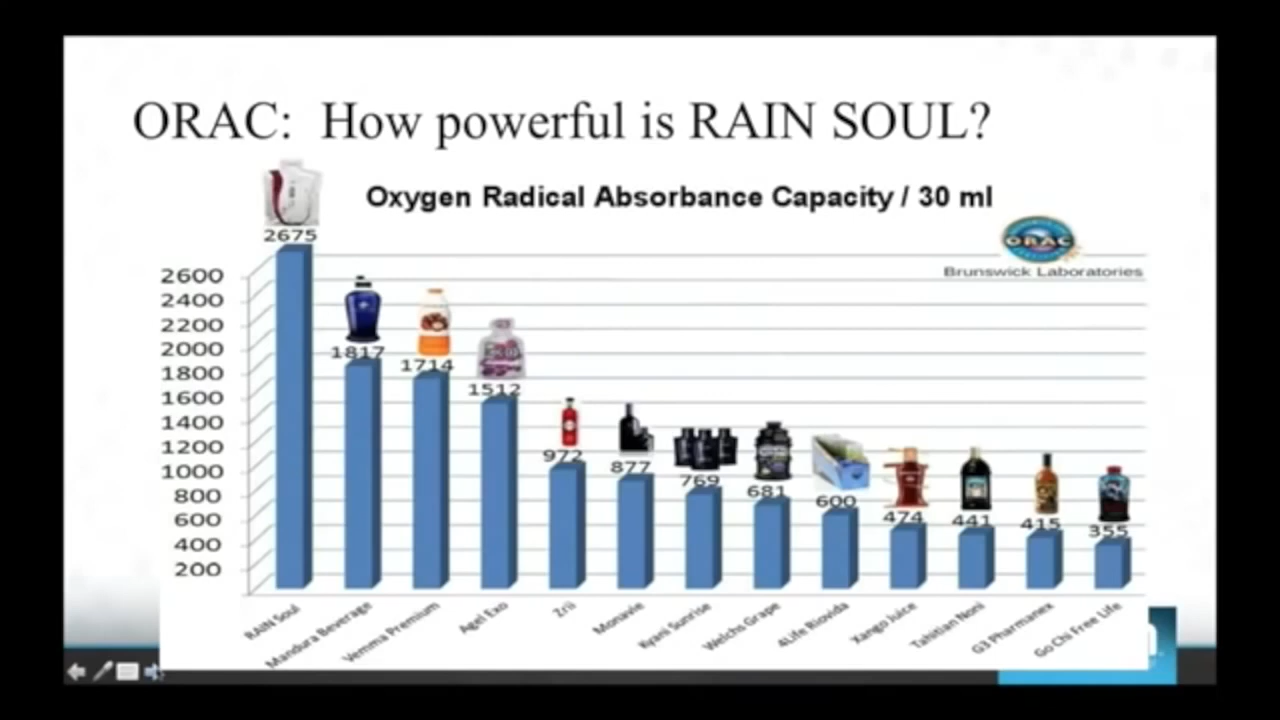 ORAC: How powerful is RAIN SOUL?
Oxygen Radical Absorbance Capacity / 30 ml
ORAC
Brunswick Laboratories
2675
1817
1714
1512
972
877
769
681
600
474
441
415
355
2600
2400
2200
2000
1800
1600
1400
1200
1000
800
600
400
200
RAIN Soul
Mandura Beverage
Vemma Premium
Agel Exo
Zrii
Monavie
Kyani Sunrise
Welchs Grape
4Life Riovida
Xango Juice
Tahitian Noni
G3 Pharmanex
Go Chi Free Life